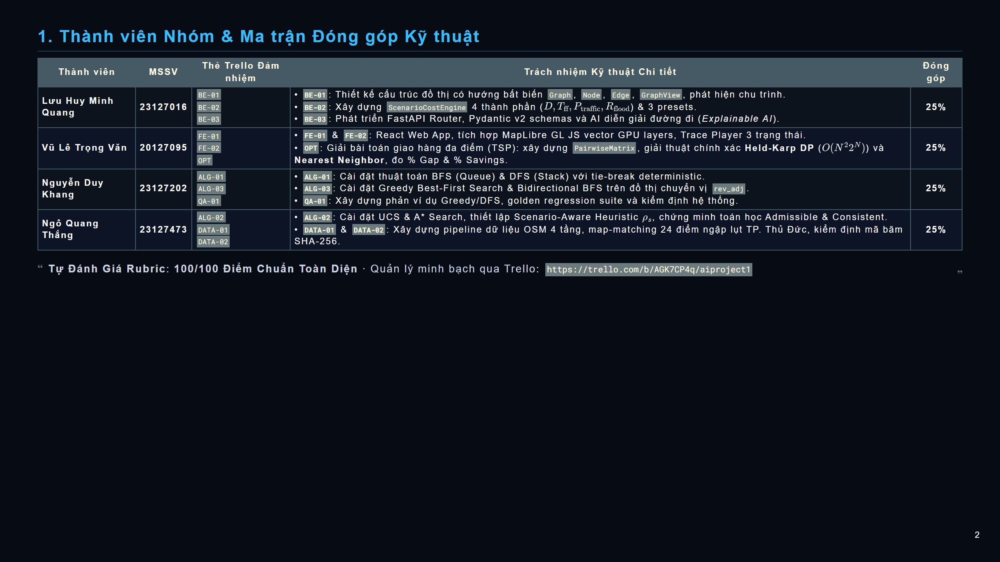 1. Thành viên Nhóm & Ma trận Đóng góp Kỹ thuật
Thành viên
MSSV
Thẻ Trello Đảm
nhiệm
Trách nhiệm Kỹ thuật Chi tiết
Đóng
góp
Lưu Huy Minh
Quang
23127016
BE-01
BE-02
BE-03
• BE-01: Thiết kế cấu trúc đồ thị có hướng bất biến Graph, Node, Edge, GraphView, phát hiện chu trình.
• BE-02: Xây dựng ScenarioCostEngine 4 thành phần (D, T_ff, P_traffic, R_flood) & 3 presets.
• BE-03: Phát triển FastAPI Router, Pydantic v2 schemas và AI diễn giải đường đi (Explainable AI).
25%
Vũ Lê Trọng Văn
20127095
FE-01
FE-02
OPT
• FE-01 & FE-02: React Web App, tích hợp MapLibre GL JS vector GPU layers, Trace Player 3 trạng thái.
• OPT: Giải bài toán giao hàng đa điểm (TSP): xây dựng PairwiseMatrix, giải thuật chính xác Held-Karp DP (O(N²2^N)) và
Nearest Neighbor, đo % Gap & % Savings.
25%
Nguyễn Duy
Khang
23127202
ALG-01
ALG-03
QA-01
• ALG-01: Cài đặt thuật toán BFS (Queue) & DFS (Stack) với tie-break deterministic.
• ALG-03: Cài đặt Greedy Best-First Search & Bidirectional BFS trên đồ thị chuyển vị rev_adj.
• QA-01: Xây dựng phản ví dụ Greedy/DFS, golden regression suite và kiểm định hệ thống.
25%
Ngô Quang
Thắng
23127473
ALG-02
DATA-01
DATA-02
• ALG-02: Cài đặt UCS & A* Search, thiết lập Scenario-Aware Heuristic ρ_s, chứng minh toán học Admissible & Consistent.
• DATA-01 & DATA-02: Xây dựng pipeline dữ liệu OSM 4 tầng, map-matching 24 điểm ngập lụt TP. Thủ Đức, kiểm định mã băm
SHA-256.
25%
“ Tự Đánh Giá Rubric: 100/100 Điểm Chuẩn Toàn Diện · Quản lý minh bạch qua Trello: https://trello.com/b/AGK7CP4q/aiproject1 ”
2